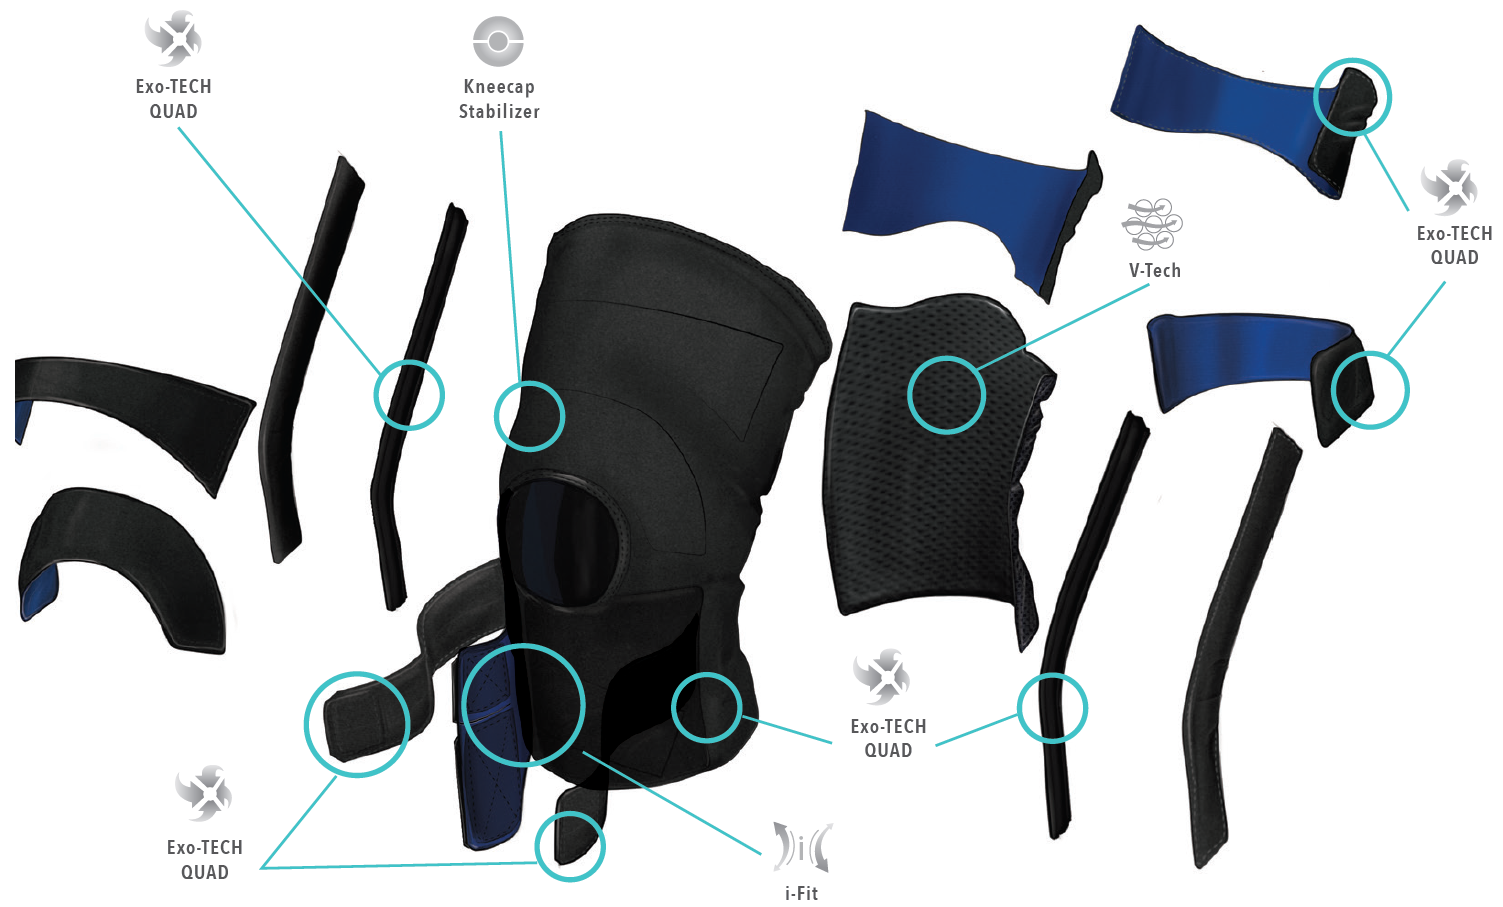 Exo-TECH
QUAD
Kneecap
Stabilizer
V-Tech
Exo-TECH
QUAD
Exo-TECH
QUAD
Exo-TECH
QUAD
i
i-Fit